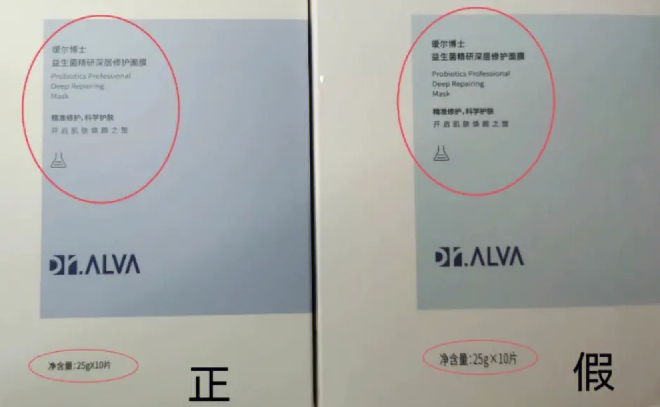 瑷尔博士
益生菌精研深层修护面膜
Probiotics Professional
Deep Repairing
Mask
精准修护,科学护肤
开启肌肤焕颜之旅
Dr.ALVA
净含量:25gX10片
正
瑷尔博士
益生菌精研深层修护面膜
Probiotics Professional
Deep Repairing
Mask
精准修护,科学护肤
开启肌肤焕颜之旅
Dr.ALVA
净含量:25g×10片
假